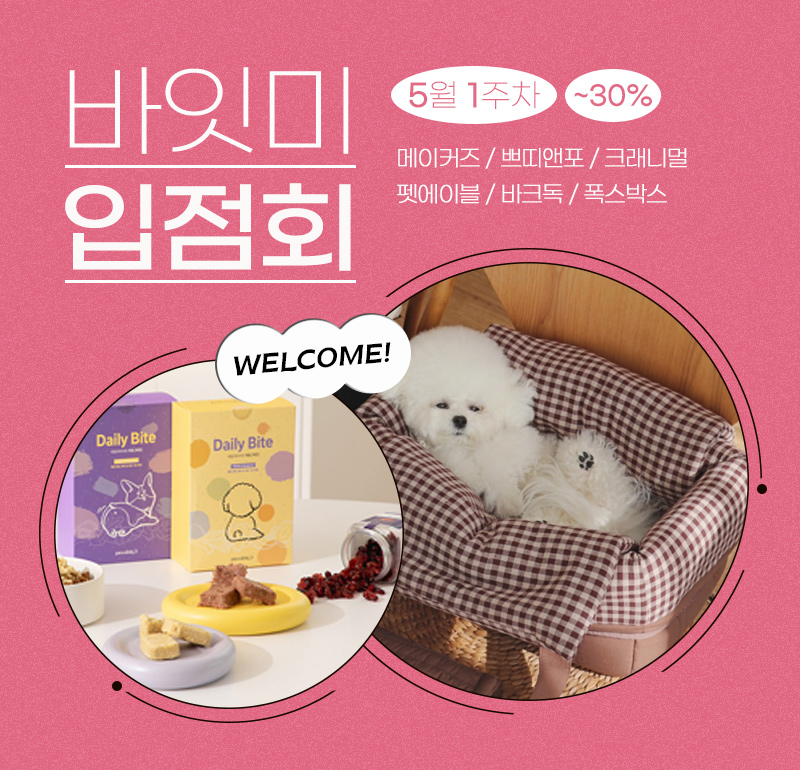 바잇미
입점회
5월 1주차
~30%
메이커즈 / 쁘띠앤포 / 크래니멀
펫에이블 / 바크독 / 폭스박스
WELCOME!
Daily Bite
Daily Bite